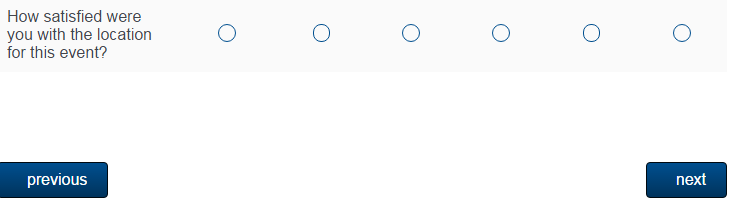 How satisfied were
you with the location
for this event?
previous
next